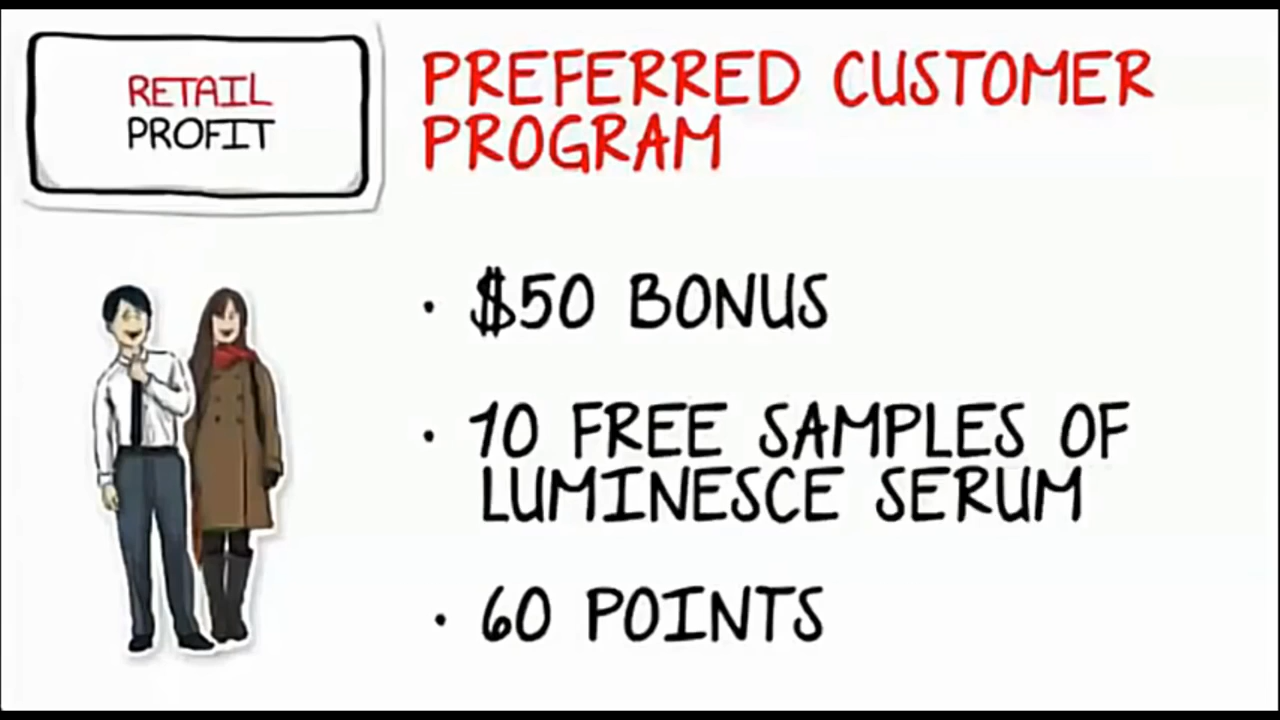 RETAIL
PROFIT
PREFERRED CUSTOMER
PROGRAM
· $50 BONUS
· 10 FREE SAMPLES OF
LUMINESCE SERUM
· 60 POINTS